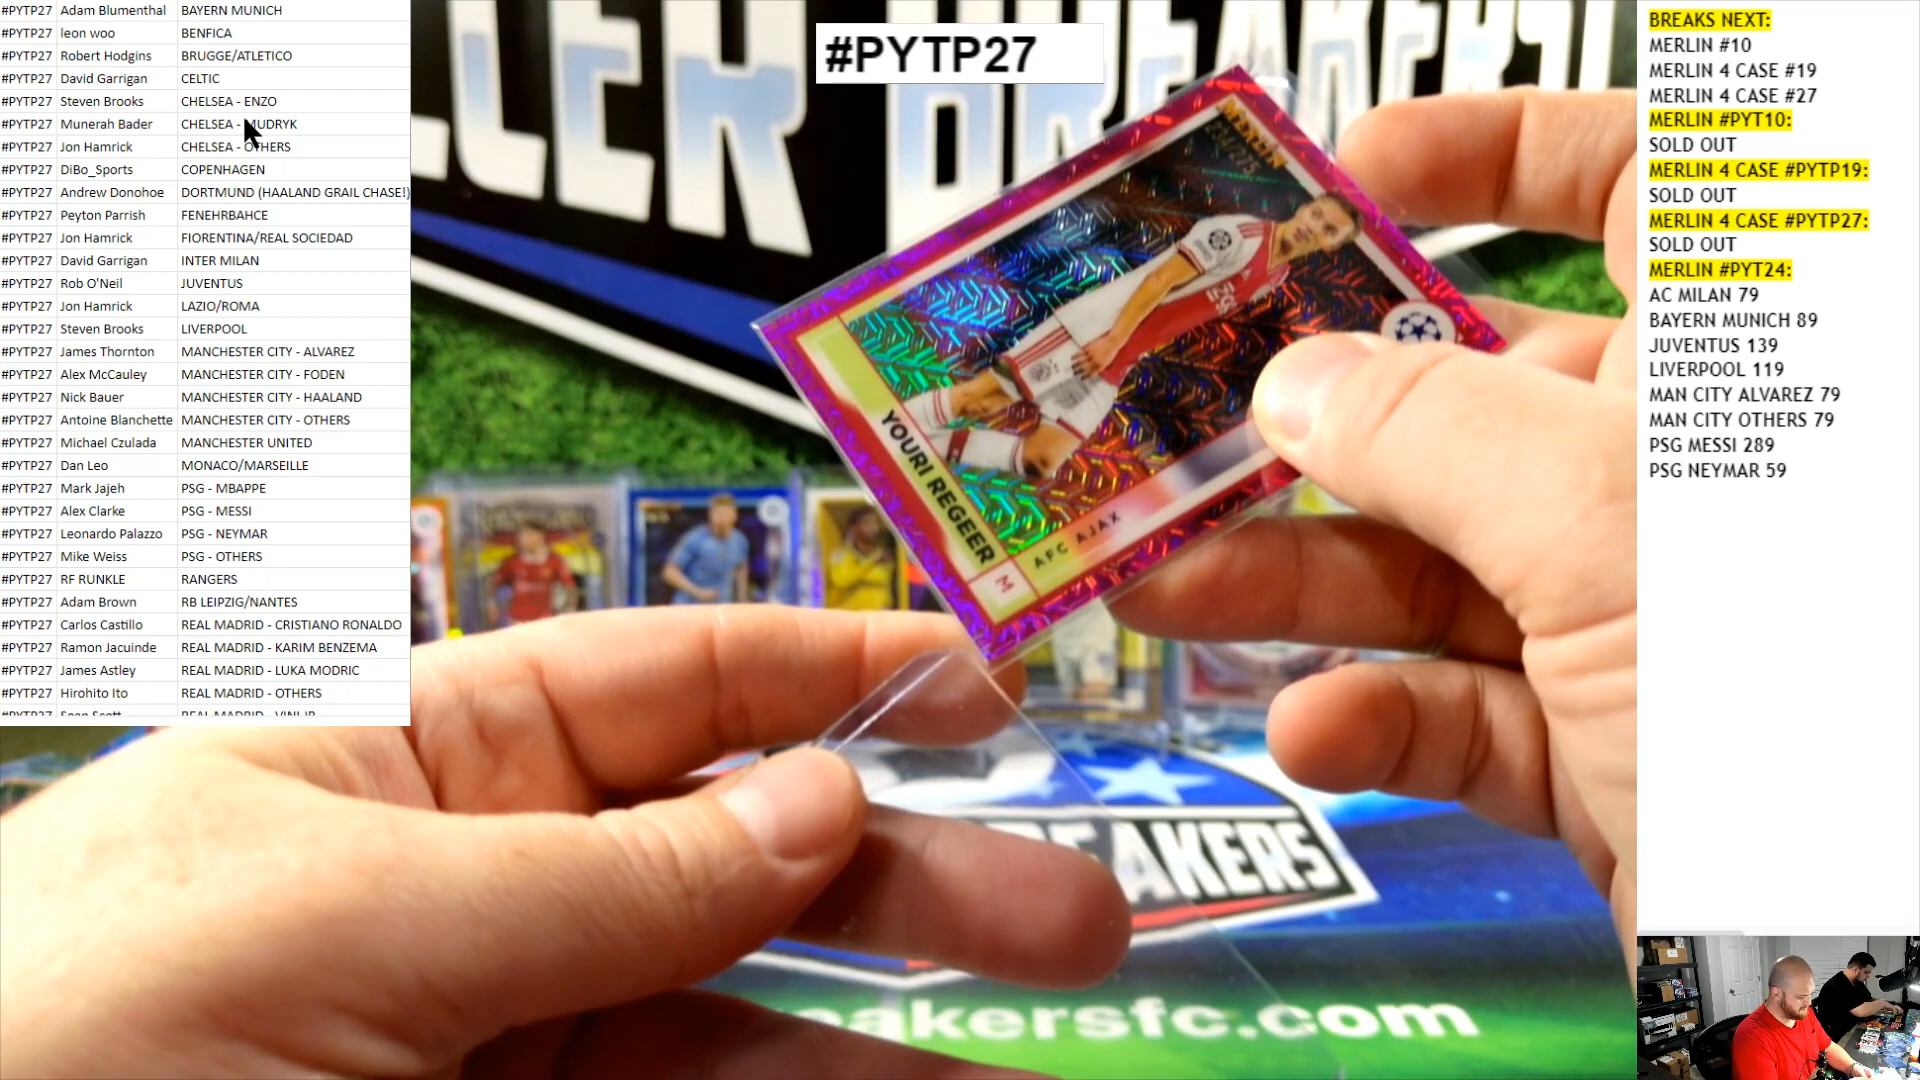 #PYTP27 Adam Blumenthal BAYERN MUNICH
#PYTP27 leon woo BENFICA
#PYTP27 Robert Hodgins BRUGGE/ATLETICO
#PYTP27 David Garrigan CELTIC
#PYTP27 Steven Brooks CHELSEA - ENZO
#PYTP27 Munerah Bader CHELSEA - MUDRYK
#PYTP27 Jon Hamrick CHELSEA - OTHERS
#PYTP27 DiBo_Sports COPENHAGEN
#PYTP27 Andrew Donohoe DORTMUND (HAALAND GRAIL CHASE!)
#PYTP27 Peyton Parrish FENEHRBAHCE
#PYTP27 Jon Hamrick FIORENTINA/REAL SOCIEDAD
#PYTP27 David Garrigan INTER MILAN
#PYTP27 Rob O'Neil JUVENTUS
#PYTP27 Jon Hamrick LAZIO/ROMA
#PYTP27 Steven Brooks LIVERPOOL
#PYTP27 James Thornton MANCHESTER CITY - ALVAREZ
#PYTP27 Alex McCauley MANCHESTER CITY - FODEN
#PYTP27 Nick Bauer MANCHESTER CITY - HAALAND
#PYTP27 Antoine Blanchette MANCHESTER CITY - OTHERS
#PYTP27 Michael Czulada MANCHESTER UNITED
#PYTP27 Dan Leo MONACO/MARSEILLE
#PYTP27 Mark Jajeh PSG - MBAPPE
#PYTP27 Alex Clarke PSG - MESSI
#PYTP27 Leonardo Palazzo PSG - NEYMAR
#PYTP27 Mike Weiss PSG - OTHERS
#PYTP27 RF RUNKLE RANGERS
#PYTP27 Adam Brown RB LEIPZIG/NANTES
#PYTP27 Carlos Castillo REAL MADRID - CRISTIANO RONALDO
#PYTP27 Ramon Jacuinde REAL MADRID - KARIM BENZEMA
#PYTP27 James Astley REAL MADRID - LUKA MODRIC
#PYTP27 Hirohito Ito REAL MADRID - OTHERS
#PYTP27 Sean Scott REAL MADRID - VINI JR
#PYTP27
MERLIN
YOURI REGEER
M AFC AJAX
AKERS
eakersfc.com
BREAKS NEXT:
MERLIN #10
MERLIN 4 CASE #19
MERLIN 4 CASE #27
MERLIN #PYT10:
SOLD OUT
MERLIN 4 CASE #PYTP19:
SOLD OUT
MERLIN 4 CASE #PYTP27:
SOLD OUT
MERLIN #PYT24:
AC MILAN 79
BAYERN MUNICH 89
JUVENTUS 139
LIVERPOOL 119
MAN CITY ALVAREZ 79
MAN CITY OTHERS 79
PSG MESSI 289
PSG NEYMAR 59